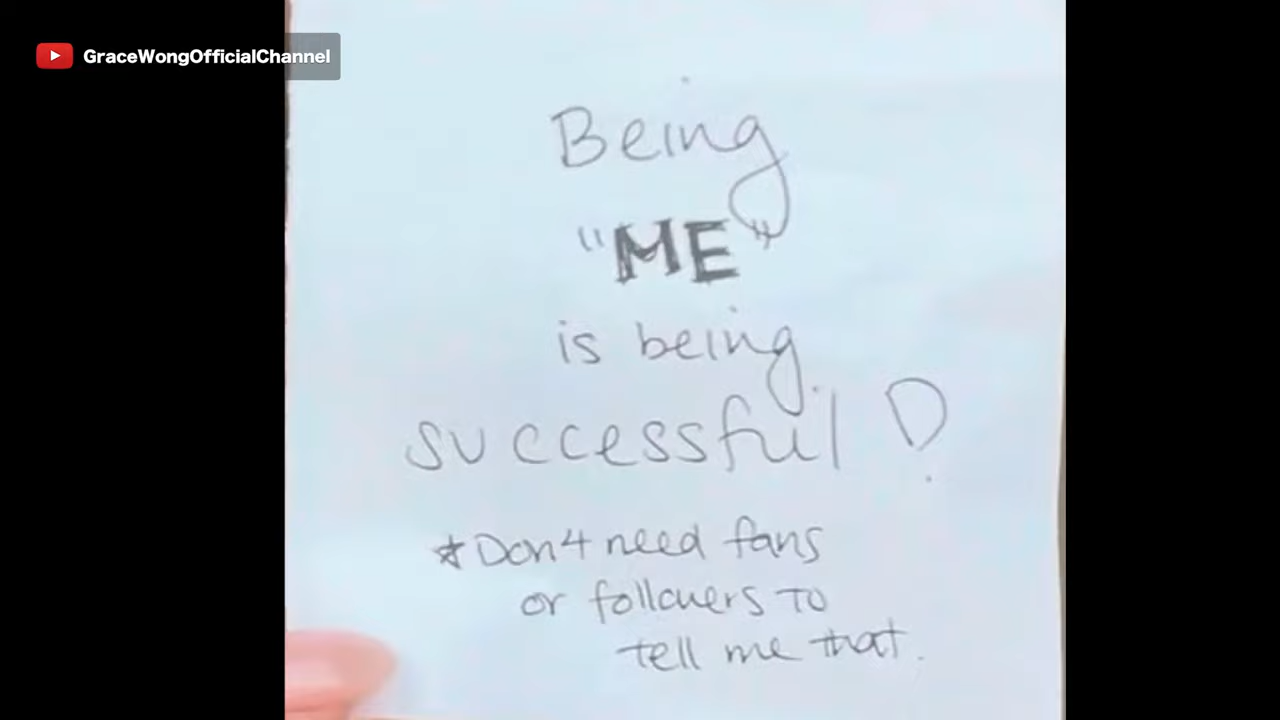 GraceWongOfficialChannel
Being
"ME"
is being
successful!
*Don't need fans
or followers to
tell me that.